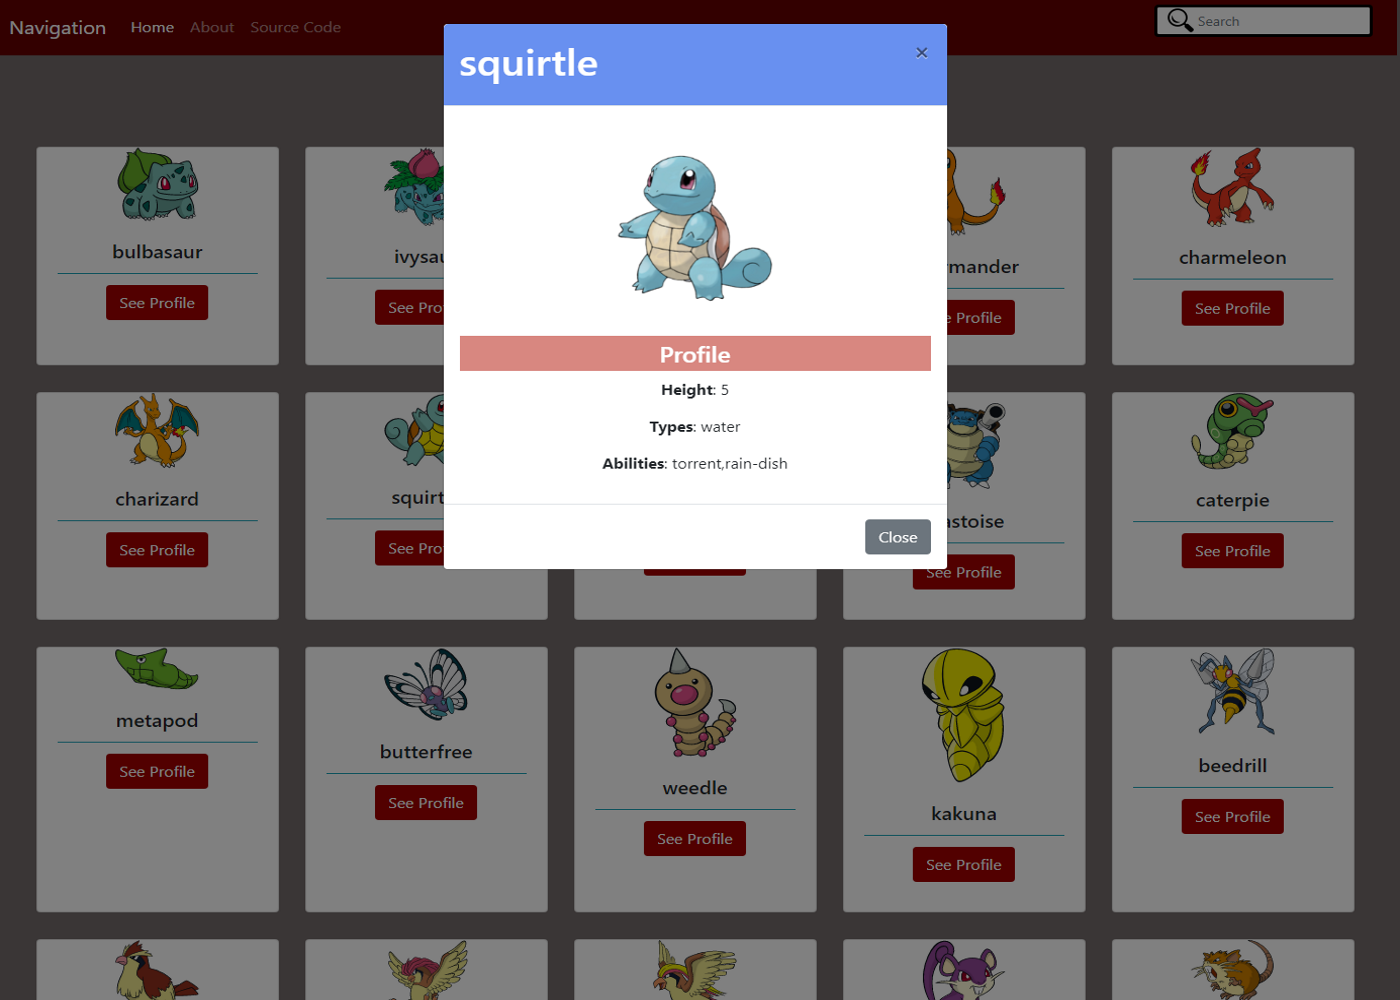 Navigation Home About Source Code Search
squirtle ×
Profile
Height: 5
Types: water
Abilities: torrent,rain-dish
Close
bulbasaur
See Profile
ivysau
See Pro
rmander
e Profile
charmeleon
See Profile
charizard
See Profile
squirt
See Pro
astoise
See Profile
caterpie
See Profile
metapod
See Profile
butterfree
See Profile
weedle
See Profile
kakuna
See Profile
beedrill
See Profile